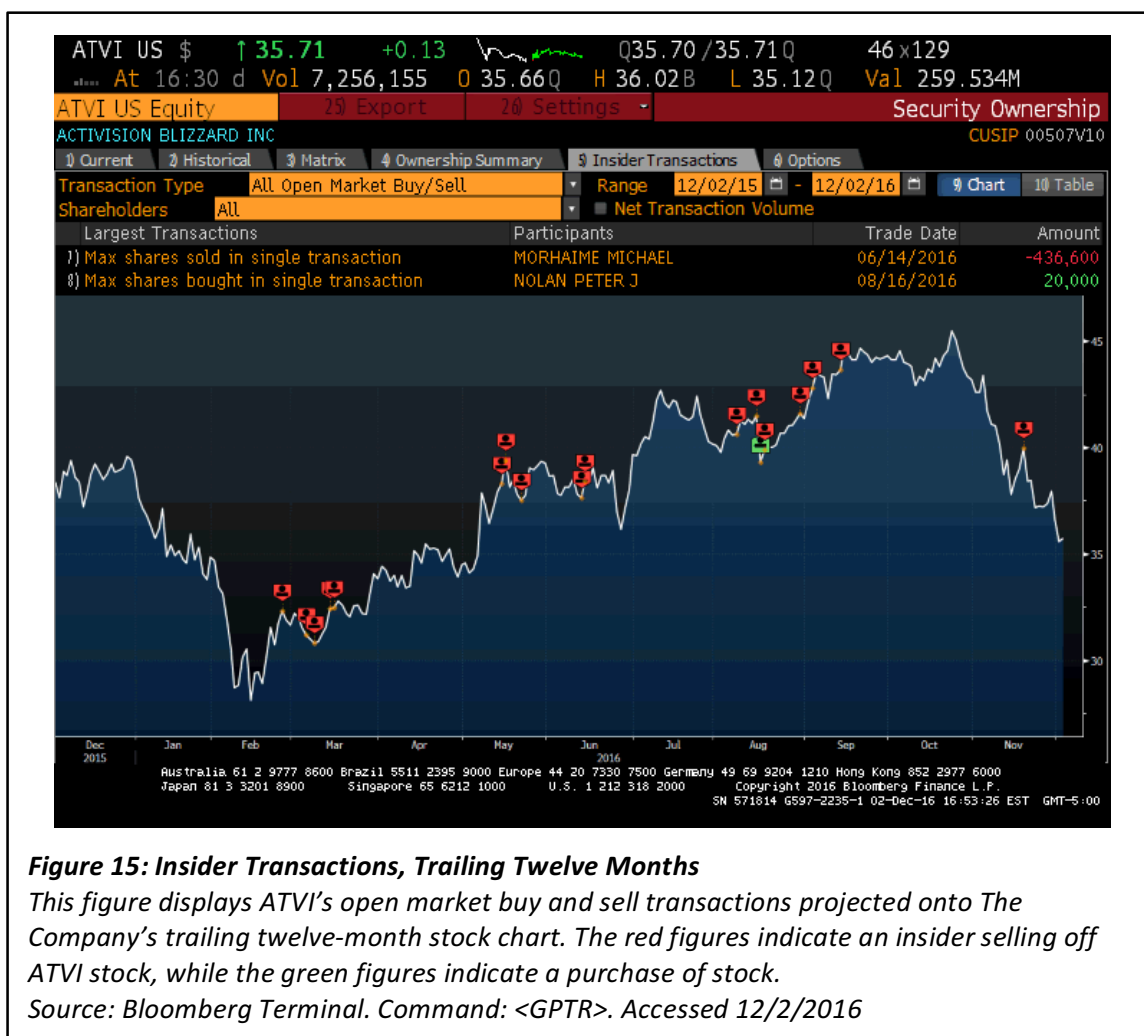 ATVI US $ ↑ 35.71 +0.13 Q35.70 / 35.71Q 46 x 129
At 16:30 d Vol 7,256,155 O 35.66Q H 36.02B L 35.12Q Val 259.534M
ATVI US Equity 25) Export 26) Settings Security Ownership
ACTIVISION BLIZZARD INC CUSIP 00507V10
1) Current 2) Historical 3) Matrix 4) Ownership Summary 5) Insider Transactions 6) Options
Transaction Type All Open Market Buy/Sell Range 12/02/15 - 12/02/16 9) Chart 10) Table
Shareholders All Net Transaction Volume
Largest Transactions Participants Trade Date Amount
7) Max shares sold in single transaction MORHAIME MICHAEL 06/14/2016 -436,600
8) Max shares bought in single transaction NOLAN PETER J 08/16/2016 20,000
45
40
35
30
Dec Jan Feb Mar Apr May Jun Jul Aug Sep Oct Nov
2015 2016
Australia 61 2 9777 8600 Brazil 5511 2395 9000 Europe 44 20 7330 7500 Germany 49 69 9204 1210 Hong Kong 852 2977 6000
Japan 81 3 3201 8900 Singapore 65 6212 1000 U.S. 1 212 318 2000 Copyright 2016 Bloomberg Finance L.P.
SN 571814 G597-2235-1 02-Dec-16 16:53:26 EST GMT-5:00
Figure 15: Insider Transactions, Trailing Twelve Months
This figure displays ATVI's open market buy and sell transactions projected onto The
Company's trailing twelve-month stock chart. The red figures indicate an insider selling off
ATVI stock, while the green figures indicate a purchase of stock.
Source: Bloomberg Terminal. Command: <GPTR>. Accessed 12/2/2016